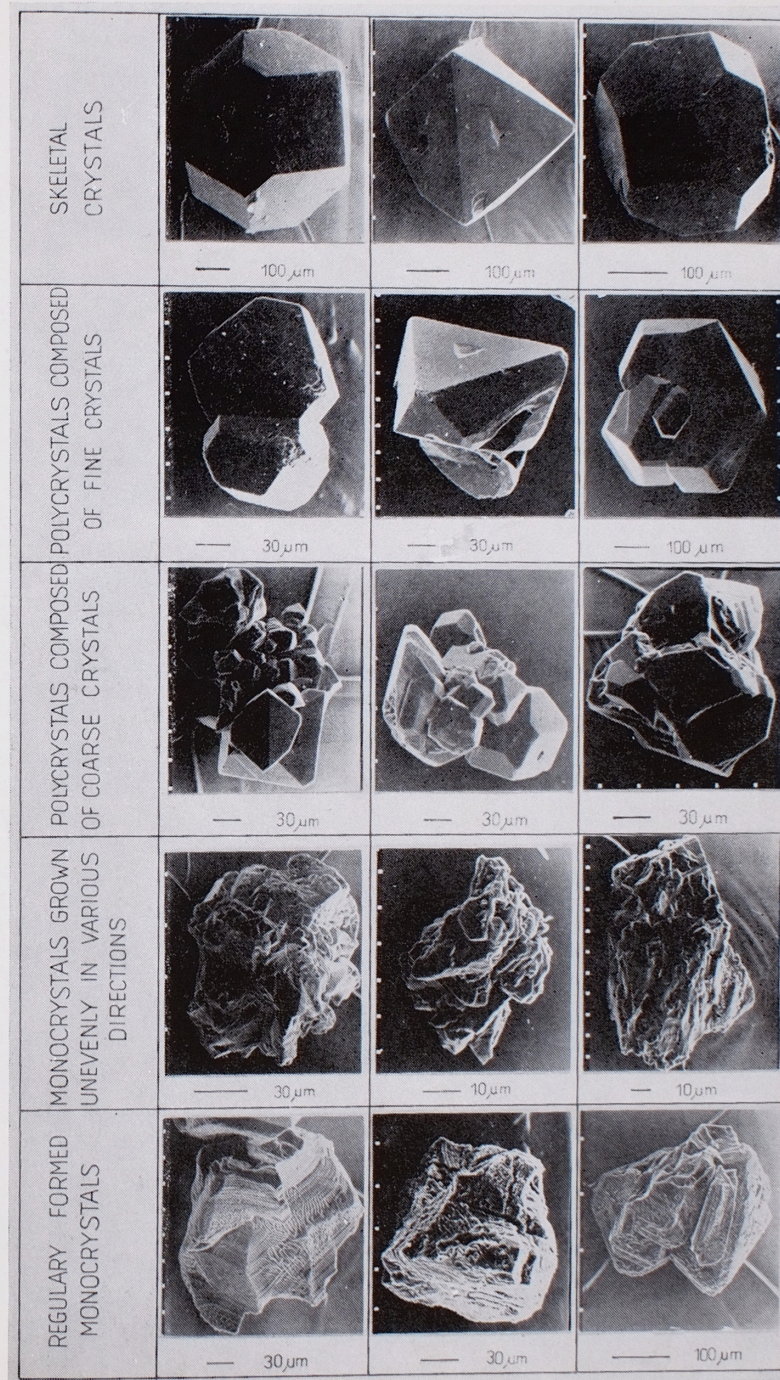 SKELETAL
CRYSTALS
100 µm
100 µm
100 µm
POLYCRYSTALS COMPOSED
OF FINE CRYSTALS
30 µm
30 µm
100 µm
POLYCRYSTALS COMPOSED
OF COARSE CRYSTALS
30 µm
30 µm
30 µm
MONOCRYSTALS GROWN
UNEVENLY IN VARIOUS
DIRECTIONS
30 µm
10 µm
10 µm
REGULARY FORMED
MONOCRYSTALS
30 µm
30 µm
100 µm